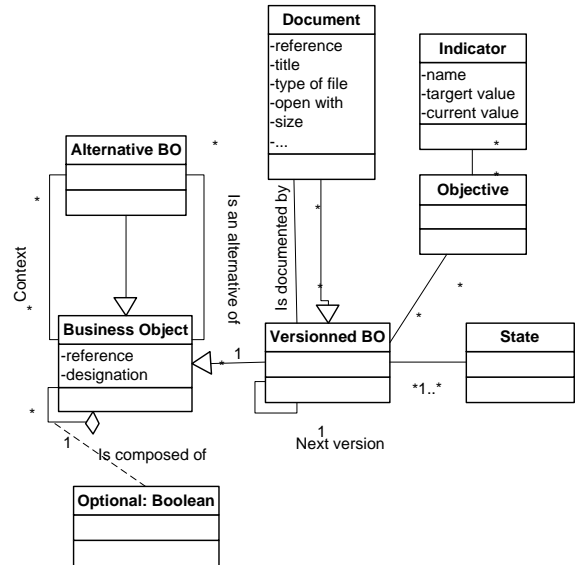 Document
-reference
-title
-type of file
-open with
-size
-...
Indicator
-name
-targert value
-current value
*
*
Objective
*
*
Alternative BO
*
*
*
Context
Is an alternative of
Is documented by
*
*
Business Object
-reference
-designation
1
*
Versionned BO
State
*1..*
1
Next version
*
1
Is composed of
Optional: Boolean